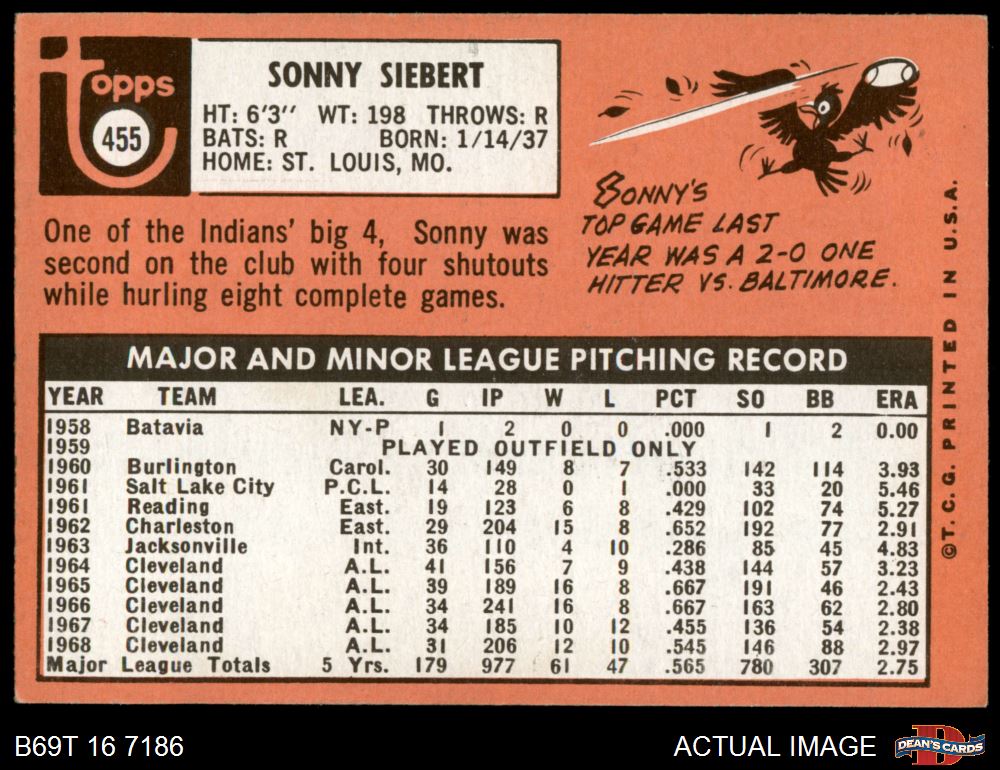 Topps
455
SONNY SIEBERT
HT: 6'3'' WT: 198 THROWS: R
BATS: R BORN: 1/14/37
HOME: ST. LOUIS, MO.
One of the Indians' big 4, Sonny was
second on the club with four shutouts
while hurling eight complete games.
SONNY'S
TOP GAME LAST
YEAR WAS A 2-0 ONE
HITTER VS. BALTIMORE.
©T.C.G. PRINTED IN U.S.A.
MAJOR AND MINOR LEAGUE PITCHING RECORD
YEAR TEAM LEA. G IP W L PCT SO BB ERA
1958 Batavia NY-P 1 2 0 0 .000 1 2 0.00
1959 PLAYED OUTFIELD ONLY
1960 Burlington Carol. 30 149 8 7 .533 142 114 3.93
1961 Salt Lake City P.C.L. 14 28 0 1 .000 33 20 5.46
1961 Reading East. 19 123 6 8 .429 102 74 5.27
1962 Charleston East. 29 204 15 8 .652 192 77 2.91
1963 Jacksonville Int. 36 110 4 10 .286 85 45 4.83
1964 Cleveland A.L. 41 156 7 9 .438 144 57 3.23
1965 Cleveland A.L. 39 189 16 8 .667 191 46 2.43
1966 Cleveland A.L. 34 241 16 8 .667 163 62 2.80
1967 Cleveland A.L. 34 185 10 12 .455 136 54 2.38
1968 Cleveland A.L. 31 206 12 10 .545 146 88 2.97
Major League Totals 5 Yrs. 179 977 61 47 .565 780 307 2.75
B69T 16 7186
ACTUAL IMAGE
DEAN'S CARDS